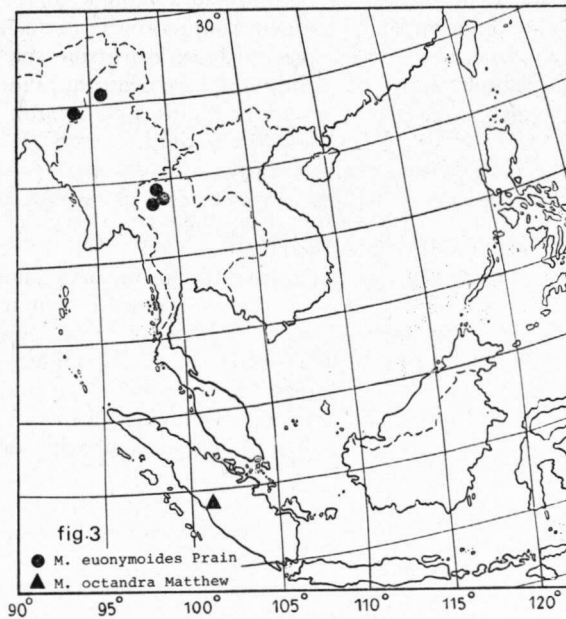 30°
fig.3
● M. euonymoides Prain
▲ M. octandra Matthew
90° 95° 100° 105° 110° 115° 120°